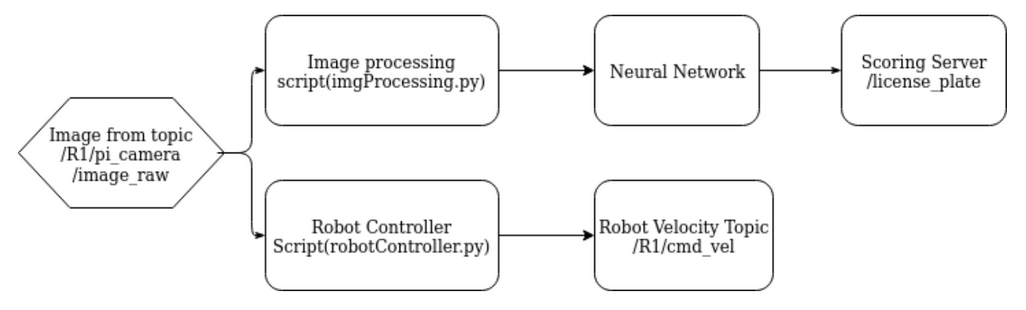 Image from topic
/R1/pi_camera
/image_raw
Image processing
script(imgProcessing.py)
Neural Network
Scoring Server
/license_plate
Robot Controller
Script(robotController.py)
Robot Velocity Topic
/R1/cmd_vel